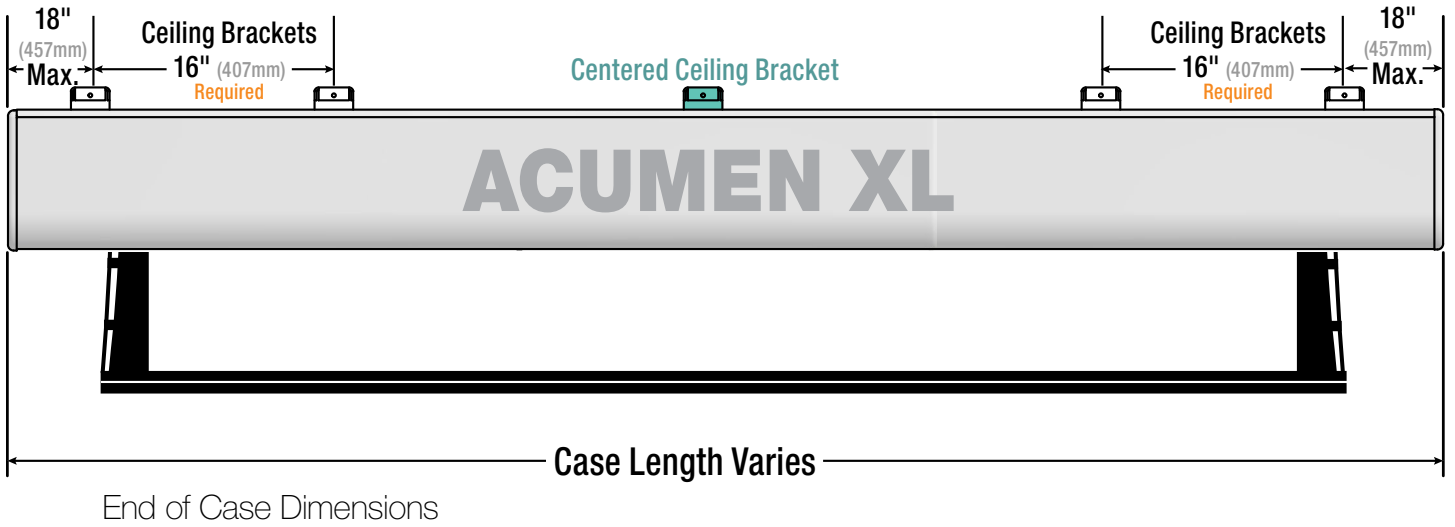 18"
(457mm)
Max.
Ceiling Brackets
16" (407mm)
Required
Centered Ceiling Bracket
Ceiling Brackets
16" (407mm)
Required
18"
(457mm)
Max.
ACUMEN XL
Case Length Varies
End of Case Dimensions